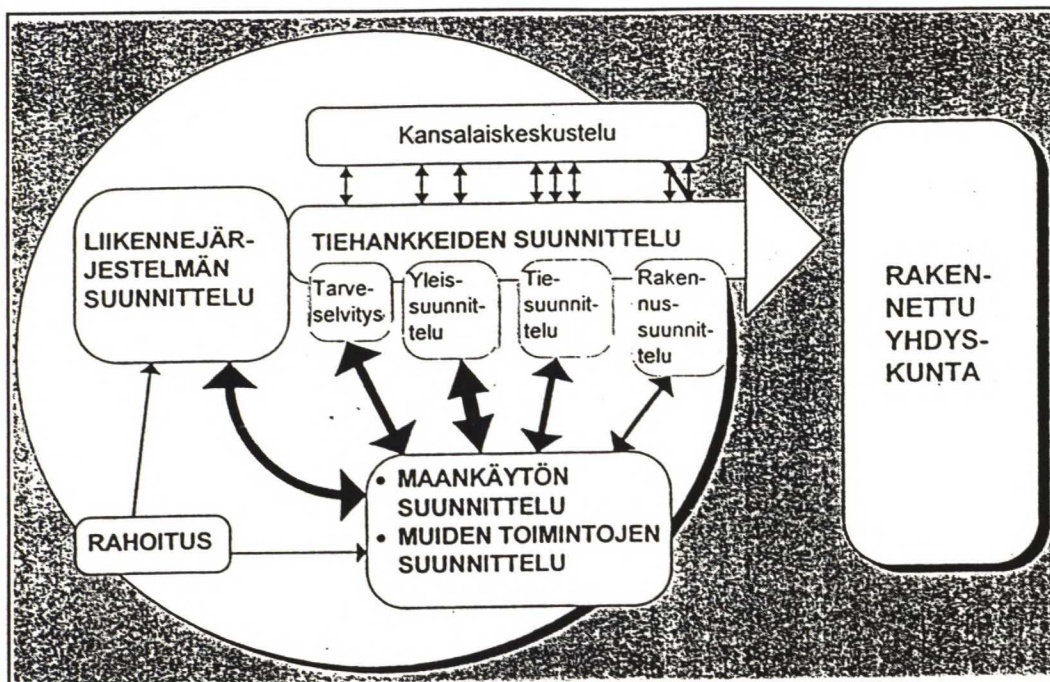 Kansalaiskeskustelu
LIIKENNEJÄR-
JESTELMÄN
SUUNNITTELU
TIEHANKKEIDEN SUUNNITTELU
Tarve-
selvitys
Yleis-
suunnit-
telu
Tie-
suunnit-
telu
Raken-
nus-
suunnit-
telu
RAHOITUS
• MAANKÄYTÖN
SUUNNITTELU
• MUIDEN TOIMINTOJEN
SUUNNITTELU
RAKEN-
NETTU
YHDYS-
KUNTA